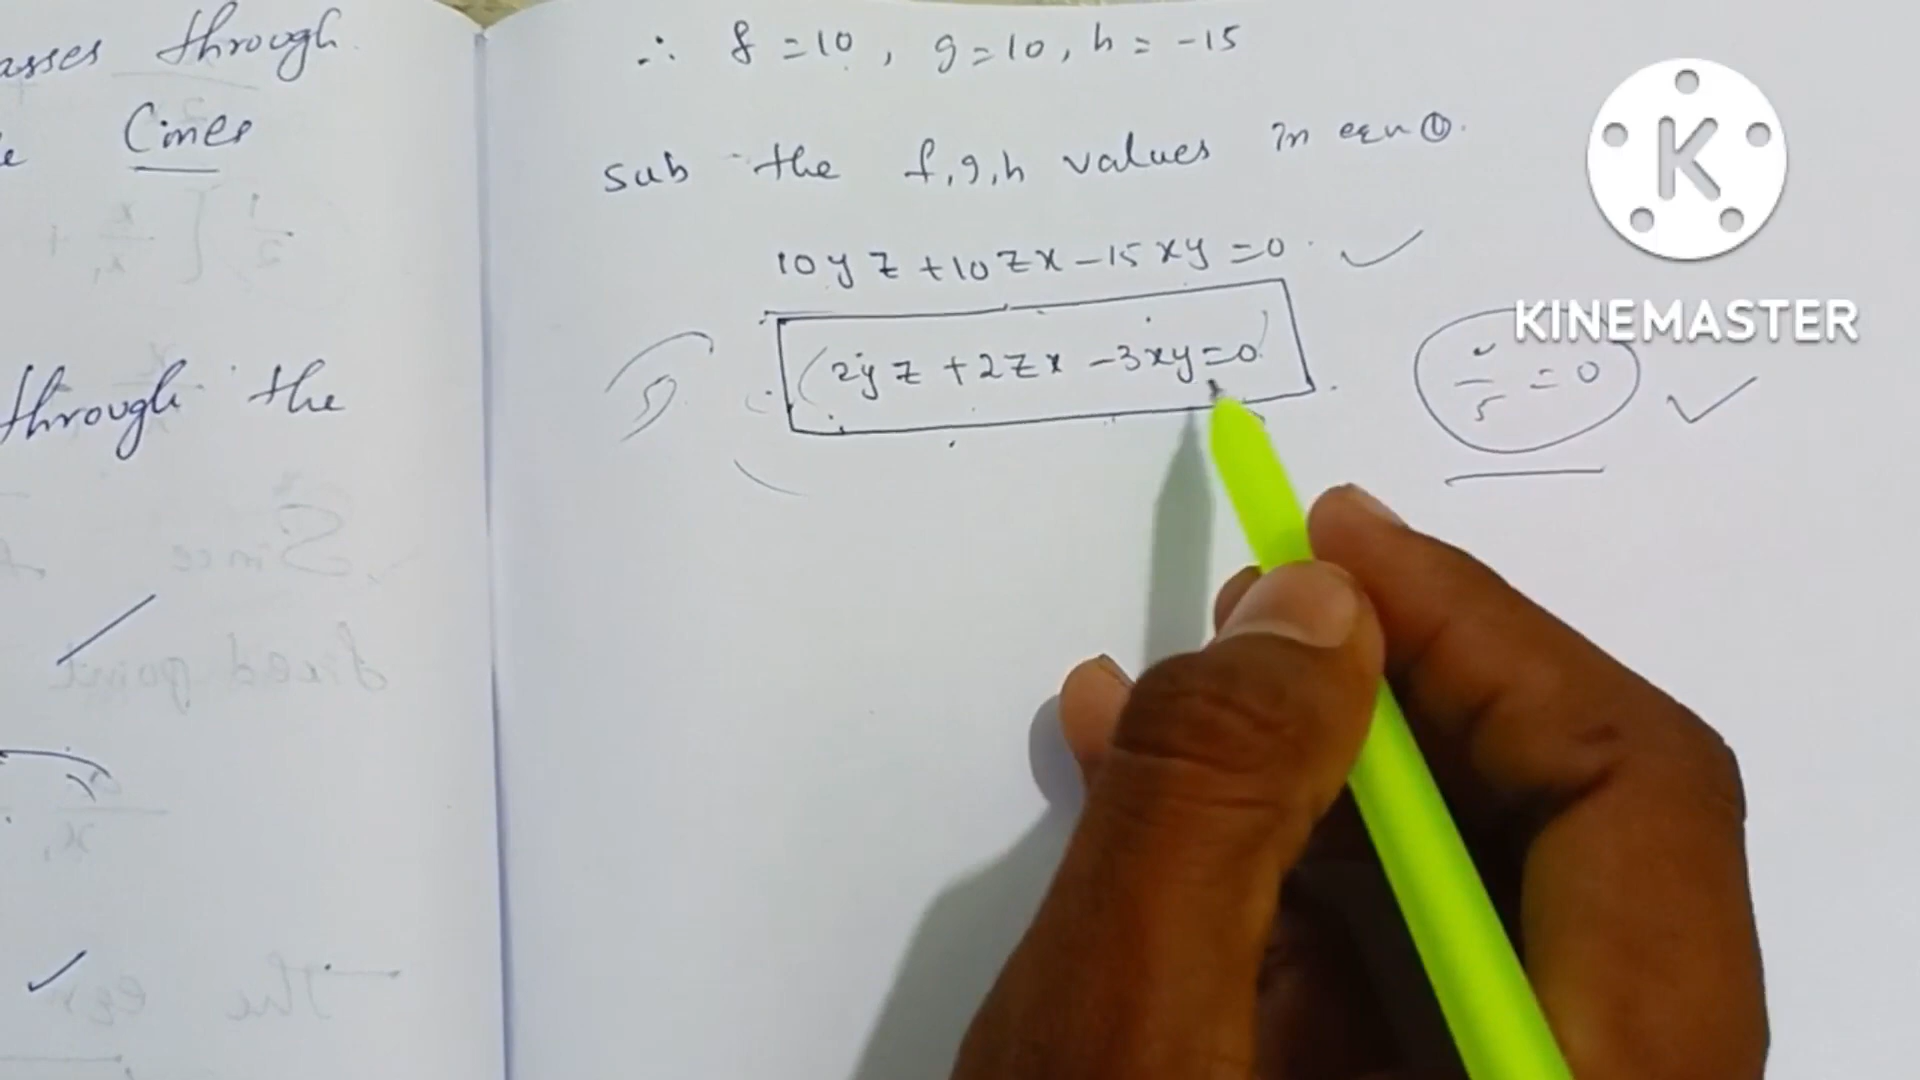 asses through
Cines
through the
∴ f = 10, g = 10, h = -15
sub the f, g, h values in eqn ①.
10yz + 10zx - 15xy = 0
2yz + 2zx - 3xy = 0
5) 
/5 = 0
KINEMASTER